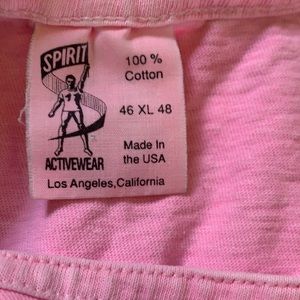 SPIRIT
ACTIVEWEAR
100 %
Cotton
46 XL 48
Made in
the USA
Los Angeles,California